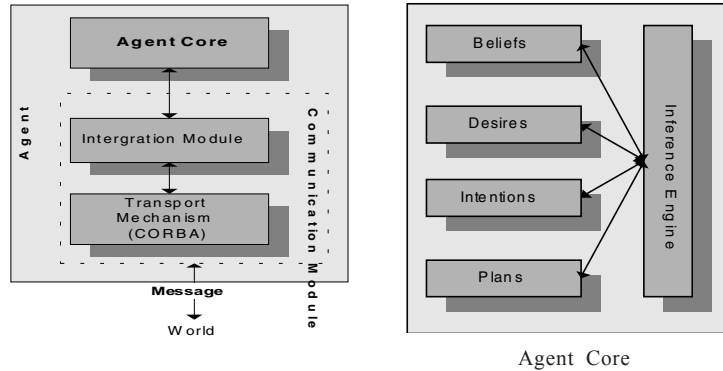 Agent Core
Agent
Communication Module
Intergration Module
Transport
Mechanism
(CORBA)
Message
World
Beliefs
Desires
Intentions
Plans
Inference Engine
Agent Core